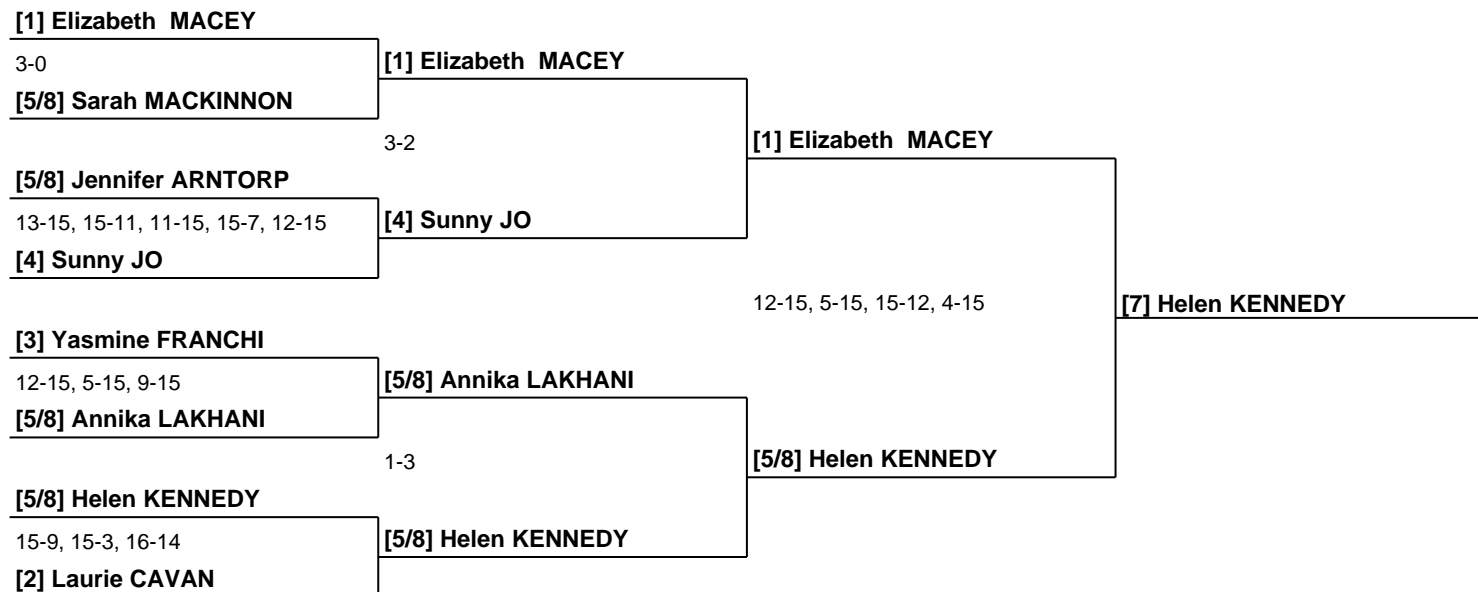 [1] Elizabeth  MACEY
3-0
[5/8] Sarah MACKINNON
[1] Elizabeth  MACEY
3-2
[5/8] Jennifer ARNTORP
13-15, 15-11, 11-15, 15-7, 12-15
[4] Sunny JO
[4] Sunny JO
[1] Elizabeth  MACEY
12-15, 5-15, 15-12, 4-15
[7] Helen KENNEDY
[3] Yasmine FRANCHI
12-15, 5-15, 9-15
[5/8] Annika LAKHANI
[5/8] Annika LAKHANI
1-3
[5/8] Helen KENNEDY
[5/8] Helen KENNEDY
15-9, 15-3, 16-14
[2] Laurie CAVAN
[5/8] Helen KENNEDY